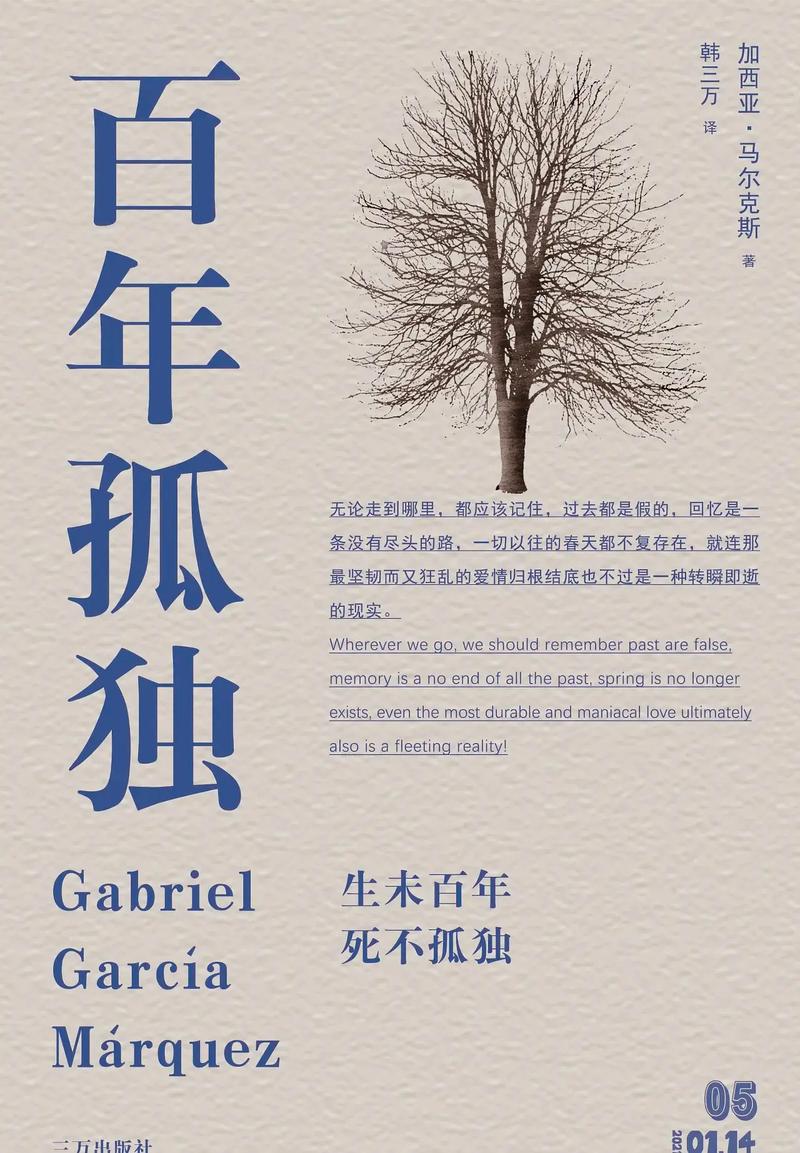 百年孤独
加西亚·马尔克斯 著
韩三万 译
无论走到哪里，都应该记住，过去都是假的，回忆是一
条没有尽头的路，一切以往的春天都不复存在，就连那
最坚韧而又狂乱的爱情归根结底也不过是一种转瞬即逝
的现实。
Wherever we go, we should remember past are false,
memory is a no end of all the past, spring is no longer
exists, even the most durable and maniacal love ultimately
also is a fleeting reality!
Gabriel
García
Márquez
生未百年
死不孤独
三万出版社
05
01.14